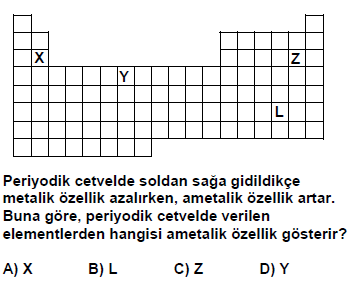 X
Z
Y
L
Periyodik cetvelde soldan sağa gidildikçe
metalik özellik azalırken, ametalik özellik artar.
Buna göre, periyodik cetvelde verilen
elementlerden hangisi ametalik özellik gösterir?
A) X B) L C) Z D) Y